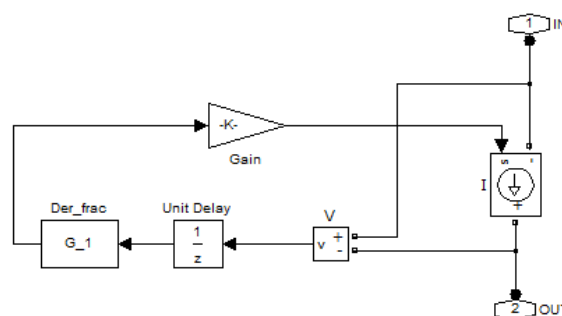 1
IN
-K-
Gain
s
-
I
+
Der_frac
Unit Delay
V
G_1
1
z
v
+
-
2
OUT